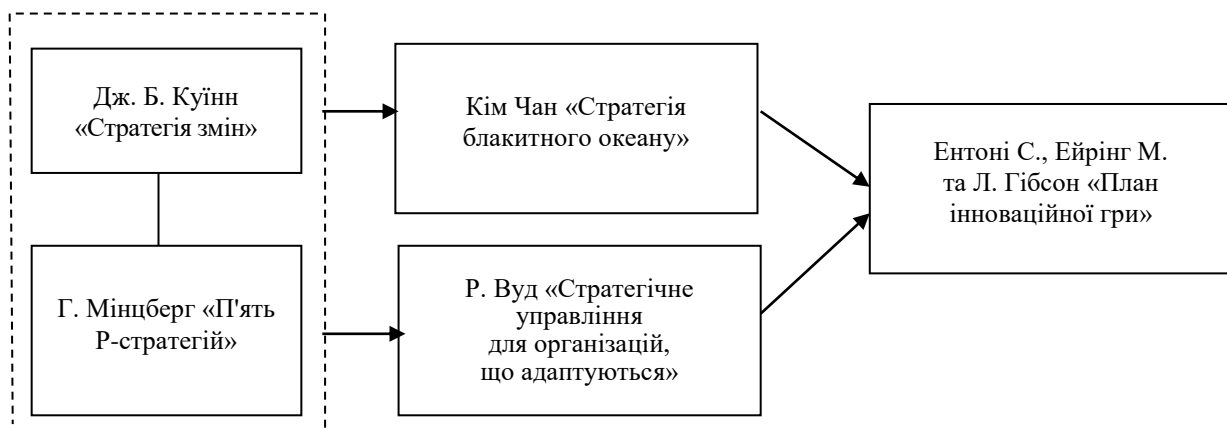 Дж. Б. Куїнн
«Стратегія змін»
Кім Чан «Стратегія
блакитного океану»
Ентоні С., Ейрінг М.
та Л. Гібсон «План
інноваційної гри»
Г. Мінцберг «П'ять
Р-стратегій»
Р. Вуд «Стратегічне
управління
для організацій,
що адаптуються»